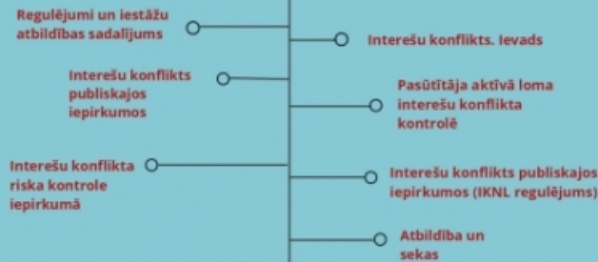 Regulējumi un iestāžu
atbildības sadalījums
Interešu konflikts. Ievads
Interešu konflikts
publiskajos
iepirkumos
Pasūtītāja aktīvā loma
interešu konflikta
kontrolē
Interešu konflikta
riska kontrole
iepirkumā
Interešu konflikts publiskajos
iepirkumos (IKNL regulējums)
Atbildība un
sekas